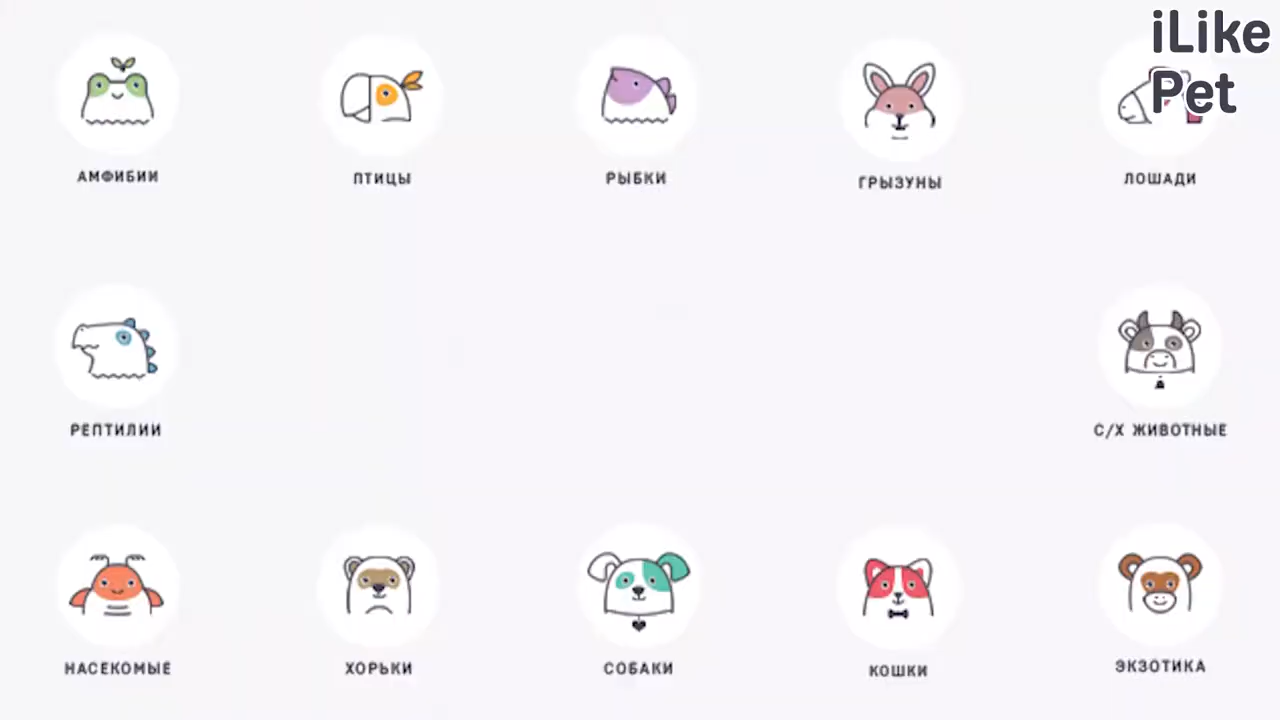 iLike
Pet
АМФИБИИ
ПТИЦЫ
РЫБКИ
ГРЫЗУНЫ
ЛОШАДИ
РЕПТИЛИИ
С/Х ЖИВОТНЫЕ
НАСЕКОМЫЕ
ХОРЬКИ
СОБАКИ
КОШКИ
ЭКЗОТИКА